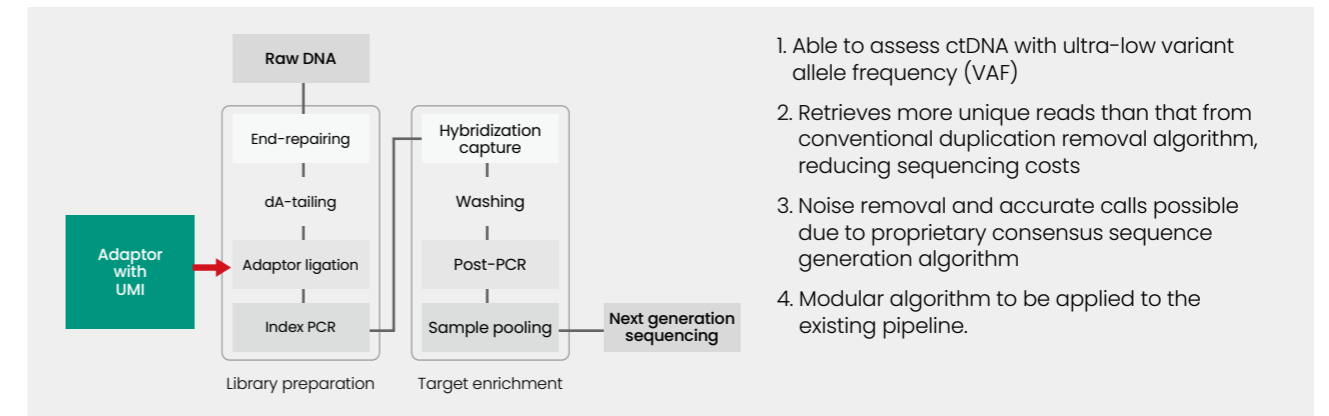 Raw DNA
End-repairing
dA-tailing
Adaptor
with
UMI
Adaptor ligation
Index PCR
Library preparation
Hybridization
capture
Washing
Post-PCR
Sample pooling
Target enrichment
Next generation
sequencing
1. Able to assess ctDNA with ultra-low variant
allele frequency (VAF)
2. Retrieves more unique reads than that from
conventional duplication removal algorithm,
reducing sequencing costs
3. Noise removal and accurate calls possible
due to proprietary consensus sequence
generation algorithm
4. Modular algorithm to be applied to the
existing pipeline.